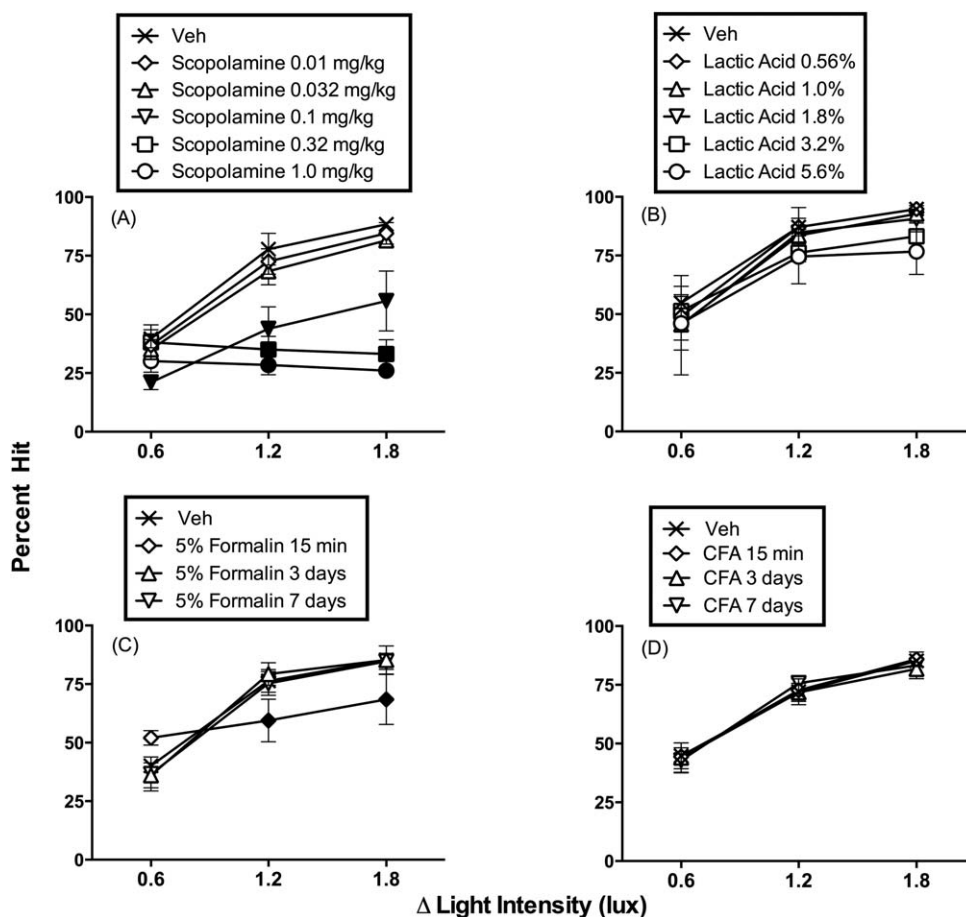 Veh
Scopolamine 0.01 mg/kg
Scopolamine 0.032 mg/kg
Scopolamine 0.1 mg/kg
Scopolamine 0.32 mg/kg
Scopolamine 1.0 mg/kg
(A)
100
75
50
25
0
0.6 1.2 1.8
Veh
Lactic Acid 0.56%
Lactic Acid 1.0%
Lactic Acid 1.8%
Lactic Acid 3.2%
Lactic Acid 5.6%
(B)
100
75
50
25
0
0.6 1.2 1.8
Percent Hit
Veh
5% Formalin 15 min
5% Formalin 3 days
5% Formalin 7 days
(C)
100
75
50
25
0
0.6 1.2 1.8
Veh
CFA 15 min
CFA 3 days
CFA 7 days
(D)
100
75
50
25
0
0.6 1.2 1.8
Δ Light Intensity (lux)